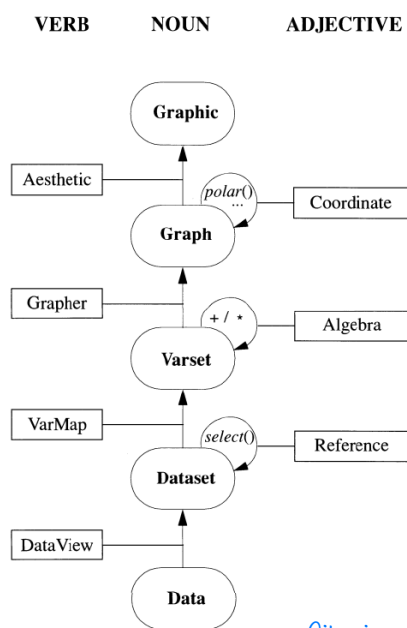 VERB NOUN ADJECTIVE
Graphic
Aesthetic
polar()
...
Coordinate
Graph
Grapher
+ / *
Algebra
Varset
VarMap
select()
Reference
Dataset
DataView
Data